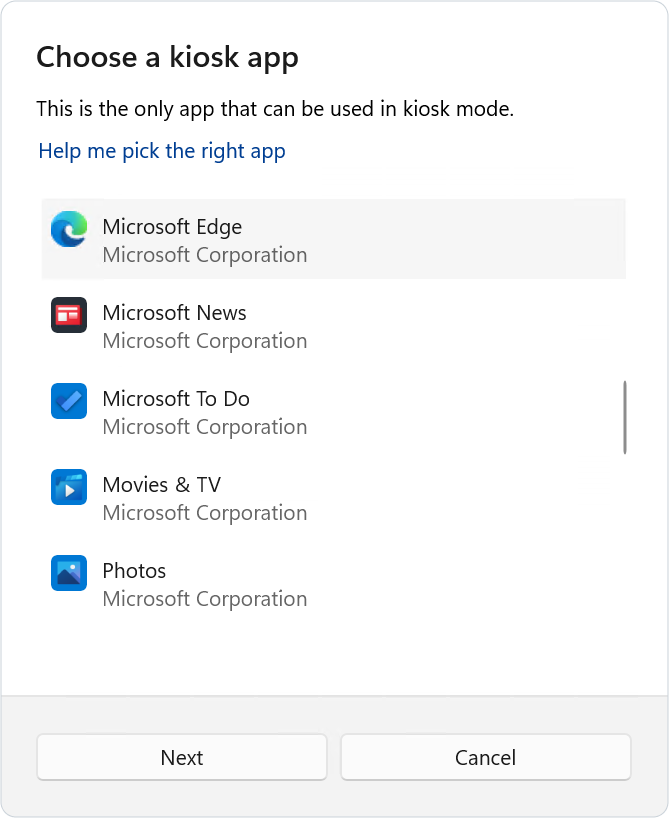 Choose a kiosk app
This is the only app that can be used in kiosk mode.
Help me pick the right app
Microsoft Edge
Microsoft Corporation
Microsoft News
Microsoft Corporation
Microsoft To Do
Microsoft Corporation
Movies & TV
Microsoft Corporation
Photos
Microsoft Corporation
Next
Cancel